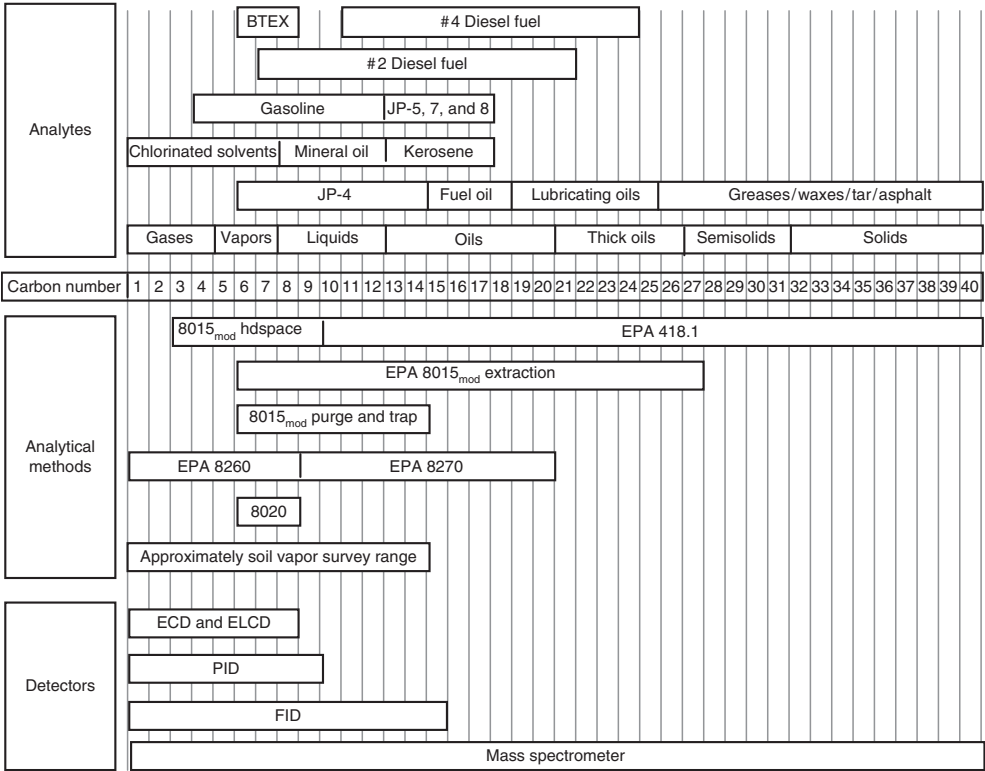 BTEX #4 Diesel fuel
#2 Diesel fuel
Gasoline JP-5, 7, and 8
Analytes
Chlorinated solvents Mineral oil Kerosene
JP-4 Fuel oil Lubricating oils Greases/waxes/tar/asphalt
Gases Vapors Liquids Oils Thick oils Semisolids Solids
Carbon number 1 2 3 4 5 6 7 8 9 10 11 12 13 14 15 16 17 18 19 20 21 22 23 24 25 26 27 28 29 30 31 32 33 34 35 36 37 38 39 40
8015mod hdspace EPA 418.1
EPA 8015mod extraction
8015mod purge and trap
Analytical
methods
EPA 8260 EPA 8270
8020
Approximately soil vapor survey range
ECD and ELCD
PID
Detectors
FID
Mass spectrometer